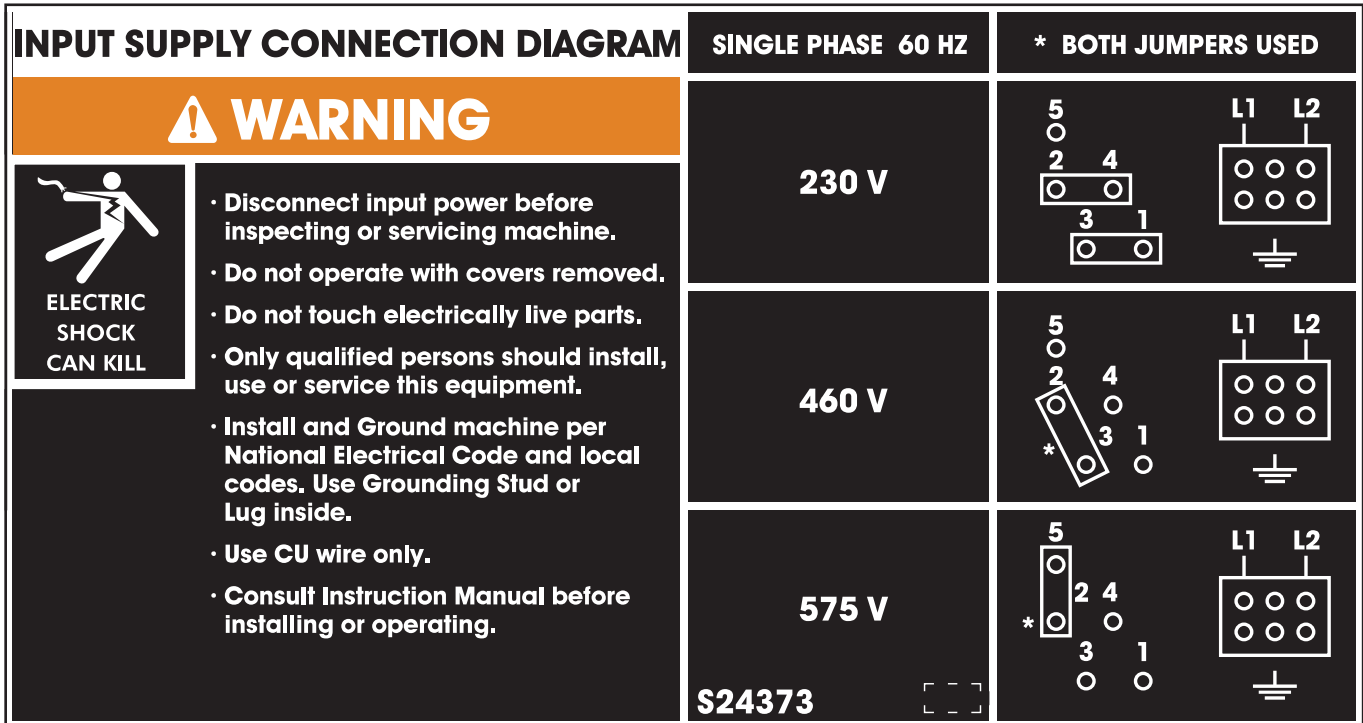 INPUT SUPPLY CONNECTION DIAGRAM
WARNING
ELECTRIC
SHOCK
CAN KILL
· Disconnect input power before
inspecting or servicing machine.
· Do not operate with covers removed.
· Do not touch electrically live parts.
· Only qualified persons should install,
use or service this equipment.
· Install and Ground machine per
National Electrical Code and local
codes. Use Grounding Stud or
Lug inside.
· Use CU wire only.
· Consult Instruction Manual before
installing or operating.
SINGLE PHASE 60 HZ
* BOTH JUMPERS USED
230 V
5
2 4
3 1
L1 L2
460 V
5
2 4
* 3 1
L1 L2
575 V
5
2 4
*
3 1
L1 L2
S24373